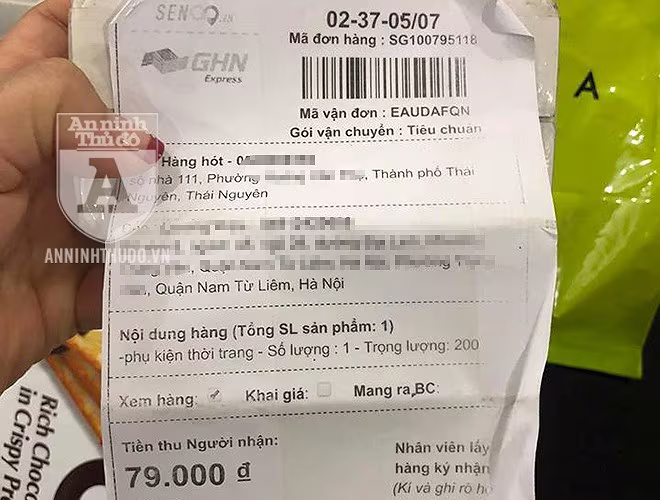 SENDO.VN
02-37-05/07
Mã đơn hàng : SG100795118
GHN
Express
Mã vận đơn : EAUDAFQN
Gói vận chuyển : Tiêu chuẩn
An ninh
Thủ đô
A
ANNINHTHUDO.VN
Hàng hót - 0
số nhà 111, Phường Thành phố Thái
Nguyên, Thái Nguyên
Quận Nam Từ Liêm, Hà Nội
Nội dung hàng (Tổng SL sản phẩm: 1)
-phụ kiện thời trang - Số lượng : 1 - Trọng lượng: 200
Xem hàng: ✓ Khai giá: Mang ra BC:
Tiền thu Người nhận:
79.000 đ
Nhân viên lấy
hàng ký nhận
(Kí và ghi rõ họ
A
Rich Choco
in Crispy Pr